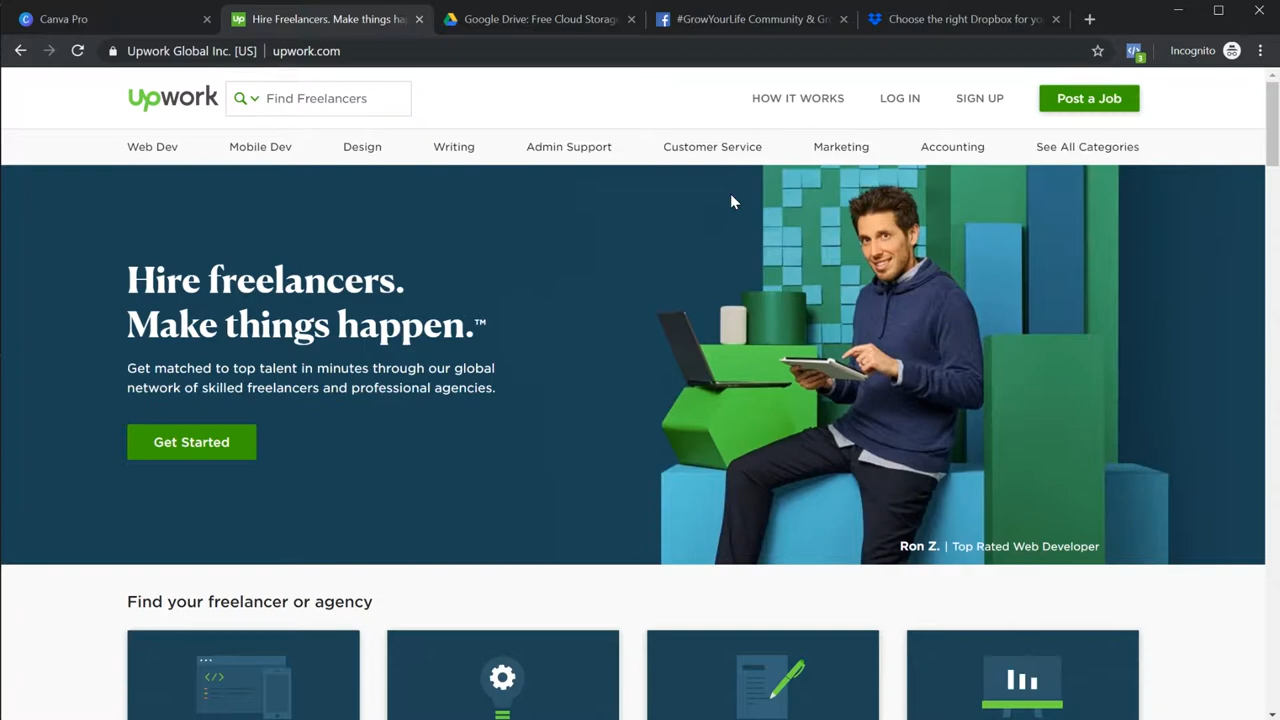 Canva Pro
Up Hire Freelancers. Make things ha
Google Drive: Free Cloud Storag
#GrowYourLife Community & Gr
Choose the right Dropbox for yo
Upwork Global Inc. [US] | upwork.com
3
Incognito
upwork
Find Freelancers
HOW IT WORKS
LOG IN
SIGN UP
Post a Job
Web Dev
Mobile Dev
Design
Writing
Admin Support
Customer Service
Marketing
Accounting
See All Categories
Hire freelancers.
Make things happen.™
Get matched to top talent in minutes through our global
network of skilled freelancers and professional agencies.
Get Started
Ron Z. | Top Rated Web Developer
Find your freelancer or agency